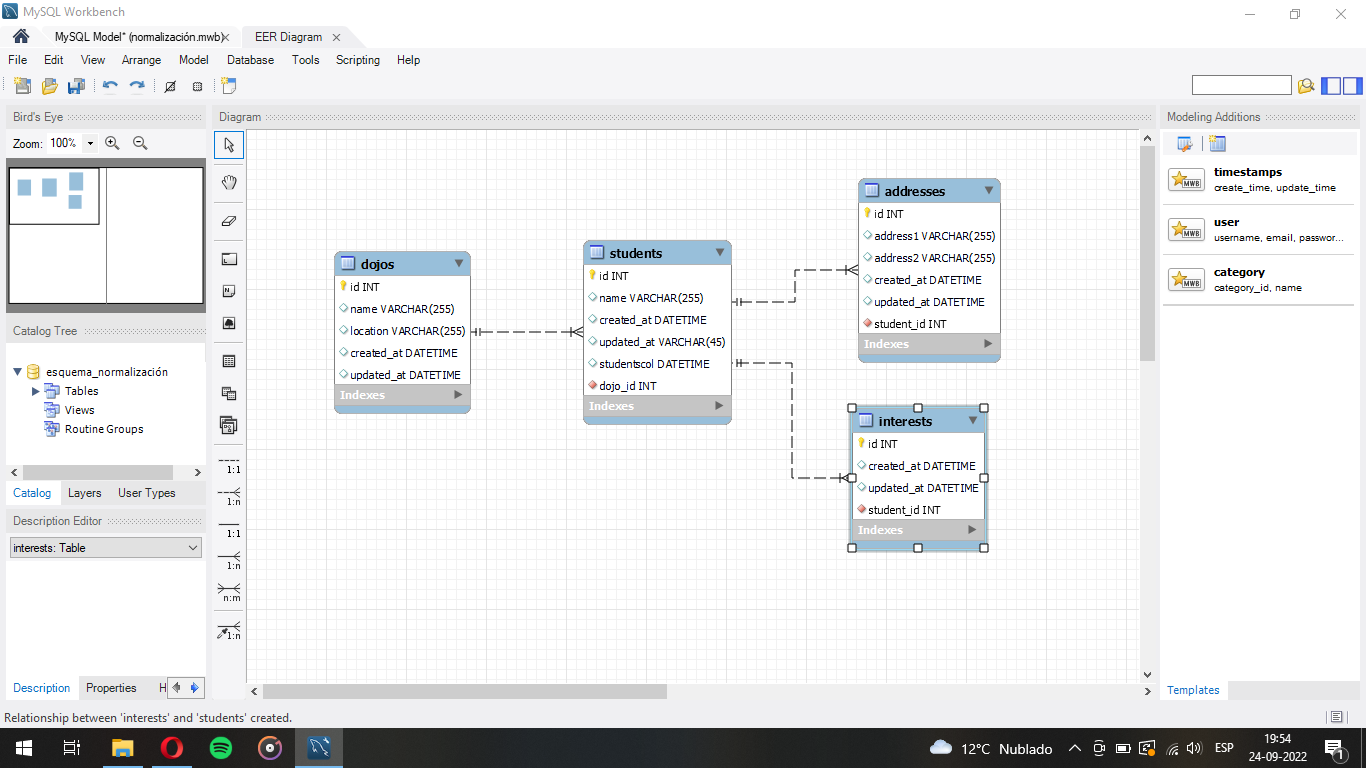 MySQL Workbench
MySQL Model* (normalización.mwb)
EER Diagram
File Edit View Arrange Model Database Tools Scripting Help
Bird's Eye
Zoom: 100%
Catalog Tree
esquema_normalización
Tables
Views
Routine Groups
Catalog Layers User Types
Description Editor
interests: Table
Description Properties H
1:1
1:n
1:1
1:n
n:m
1:n
Diagram
dojos
id INT
name VARCHAR(255)
location VARCHAR(255)
created_at DATETIME
updated_at DATETIME
Indexes
students
id INT
name VARCHAR(255)
created_at DATETIME
updated_at VARCHAR(45)
studentscol DATETIME
dojo_id INT
Indexes
addresses
id INT
address1 VARCHAR(255)
address2 VARCHAR(255)
created_at DATETIME
updated_at DATETIME
student_id INT
Indexes
interests
id INT
created_at DATETIME
updated_at DATETIME
student_id INT
Indexes
Modeling Additions
MWB
timestamps
create_time, update_time
MWB
user
username, email, passwor...
MWB
category
category_id, name
Templates
Relationship between 'interests' and 'students' created.
12°C Nublado
ESP
19:54
24-09-2022
1